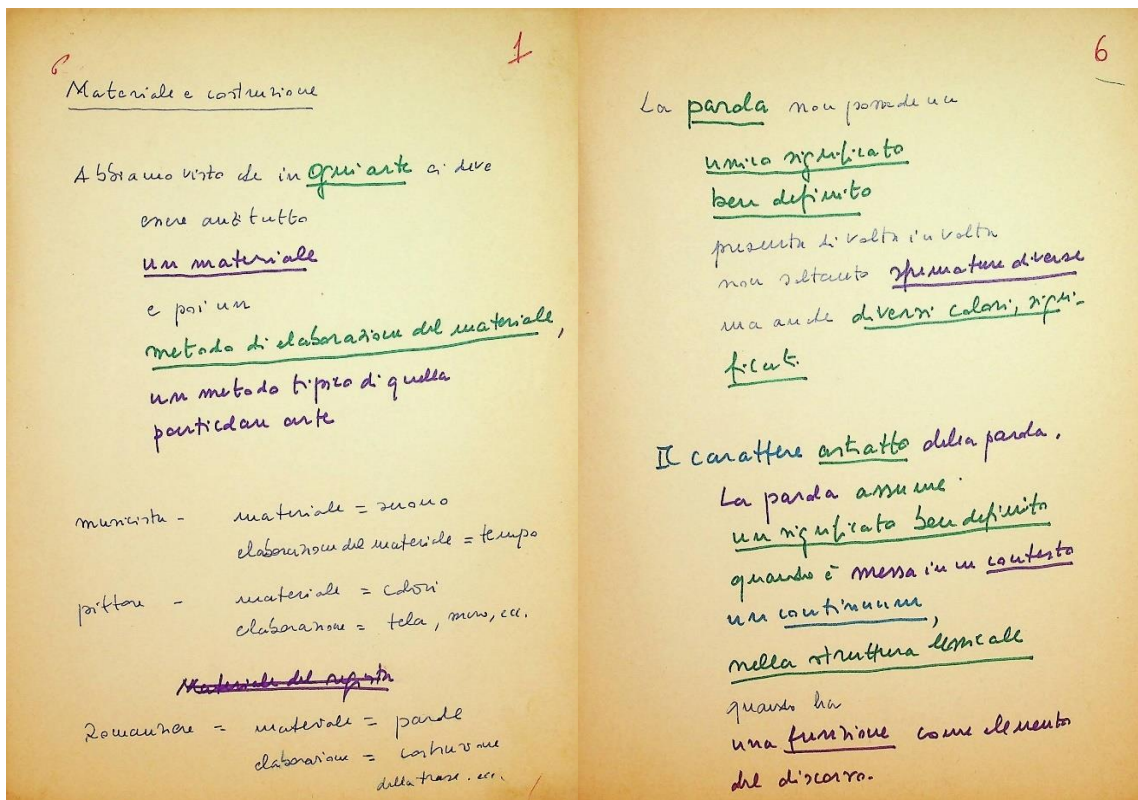 6
1
Materiale e costruzione
Abbiamo visto che in ogni arte ci deve
essere anzitutto
un materiale
e poi un
metodo di elaborazione del materiale,
un metodo tipico di quella
particolare arte
musicista - materiale = suono
elaborazione del materiale = tempo
pittore - materiale = colori
elaborazione = tela, muro, ecc.
Materiale del regista
Romanziere = materiale = parole
elaborazione = costruzione
della frase. ecc.
6
La parola non possiede un
unico significato
ben definito
presenta di volta in volta
non soltanto sfumature diverse
ma anche diversi colori, signi-
ficati.
Il carattere astratto della parola.
La parola assume
un significato ben definito
quando è messa in un contesto
un continuum,
nella struttura lessicale
quando ha
una funzione come elemento
del discorso.